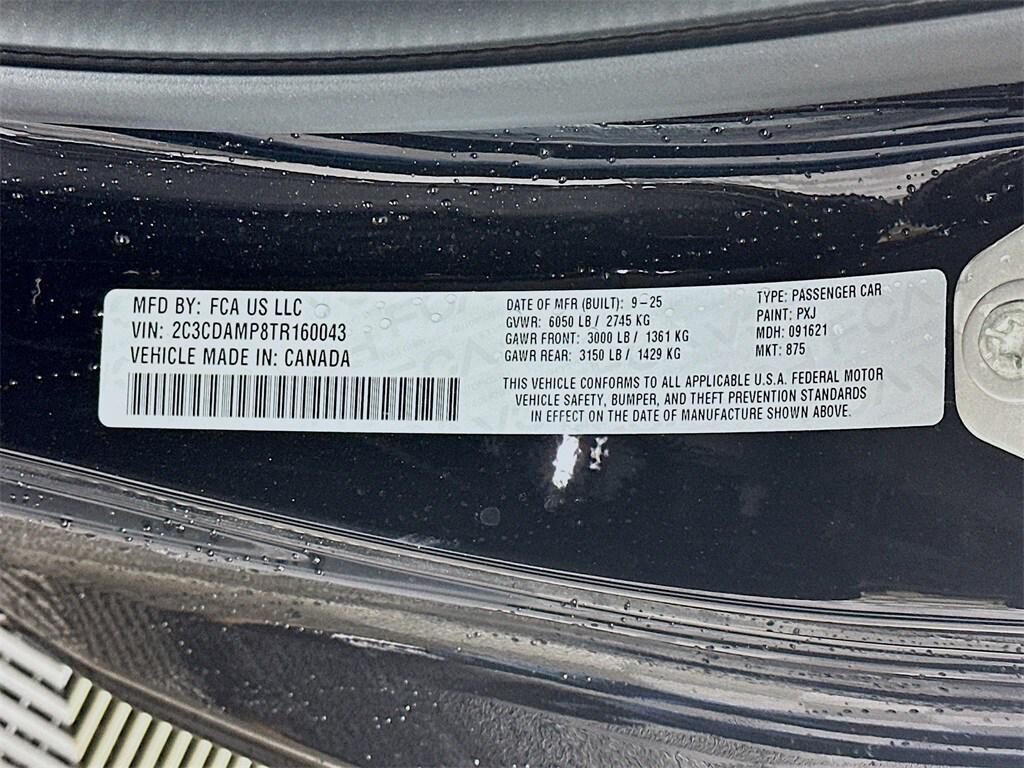 MFD BY: FCA US LLC
VIN: 2C3CDAMP8TR160043
VEHICLE MADE IN: CANADA
DATE OF MFR (BUILT): 9-25
GVWR: 6050 LB / 2745 KG
GAWR FRONT: 3000 LB / 1361 KG
GAWR REAR: 3150 LB / 1429 KG
TYPE: PASSENGER CAR
PAINT: PXJ
MDH: 091621
MKT: 875
THIS VEHICLE CONFORMS TO ALL APPLICABLE U.S.A. FEDERAL MOTOR
VEHICLE SAFETY, BUMPER, AND THEFT PREVENTION STANDARDS
IN EFFECT ON THE DATE OF MANUFACTURE SHOWN ABOVE.